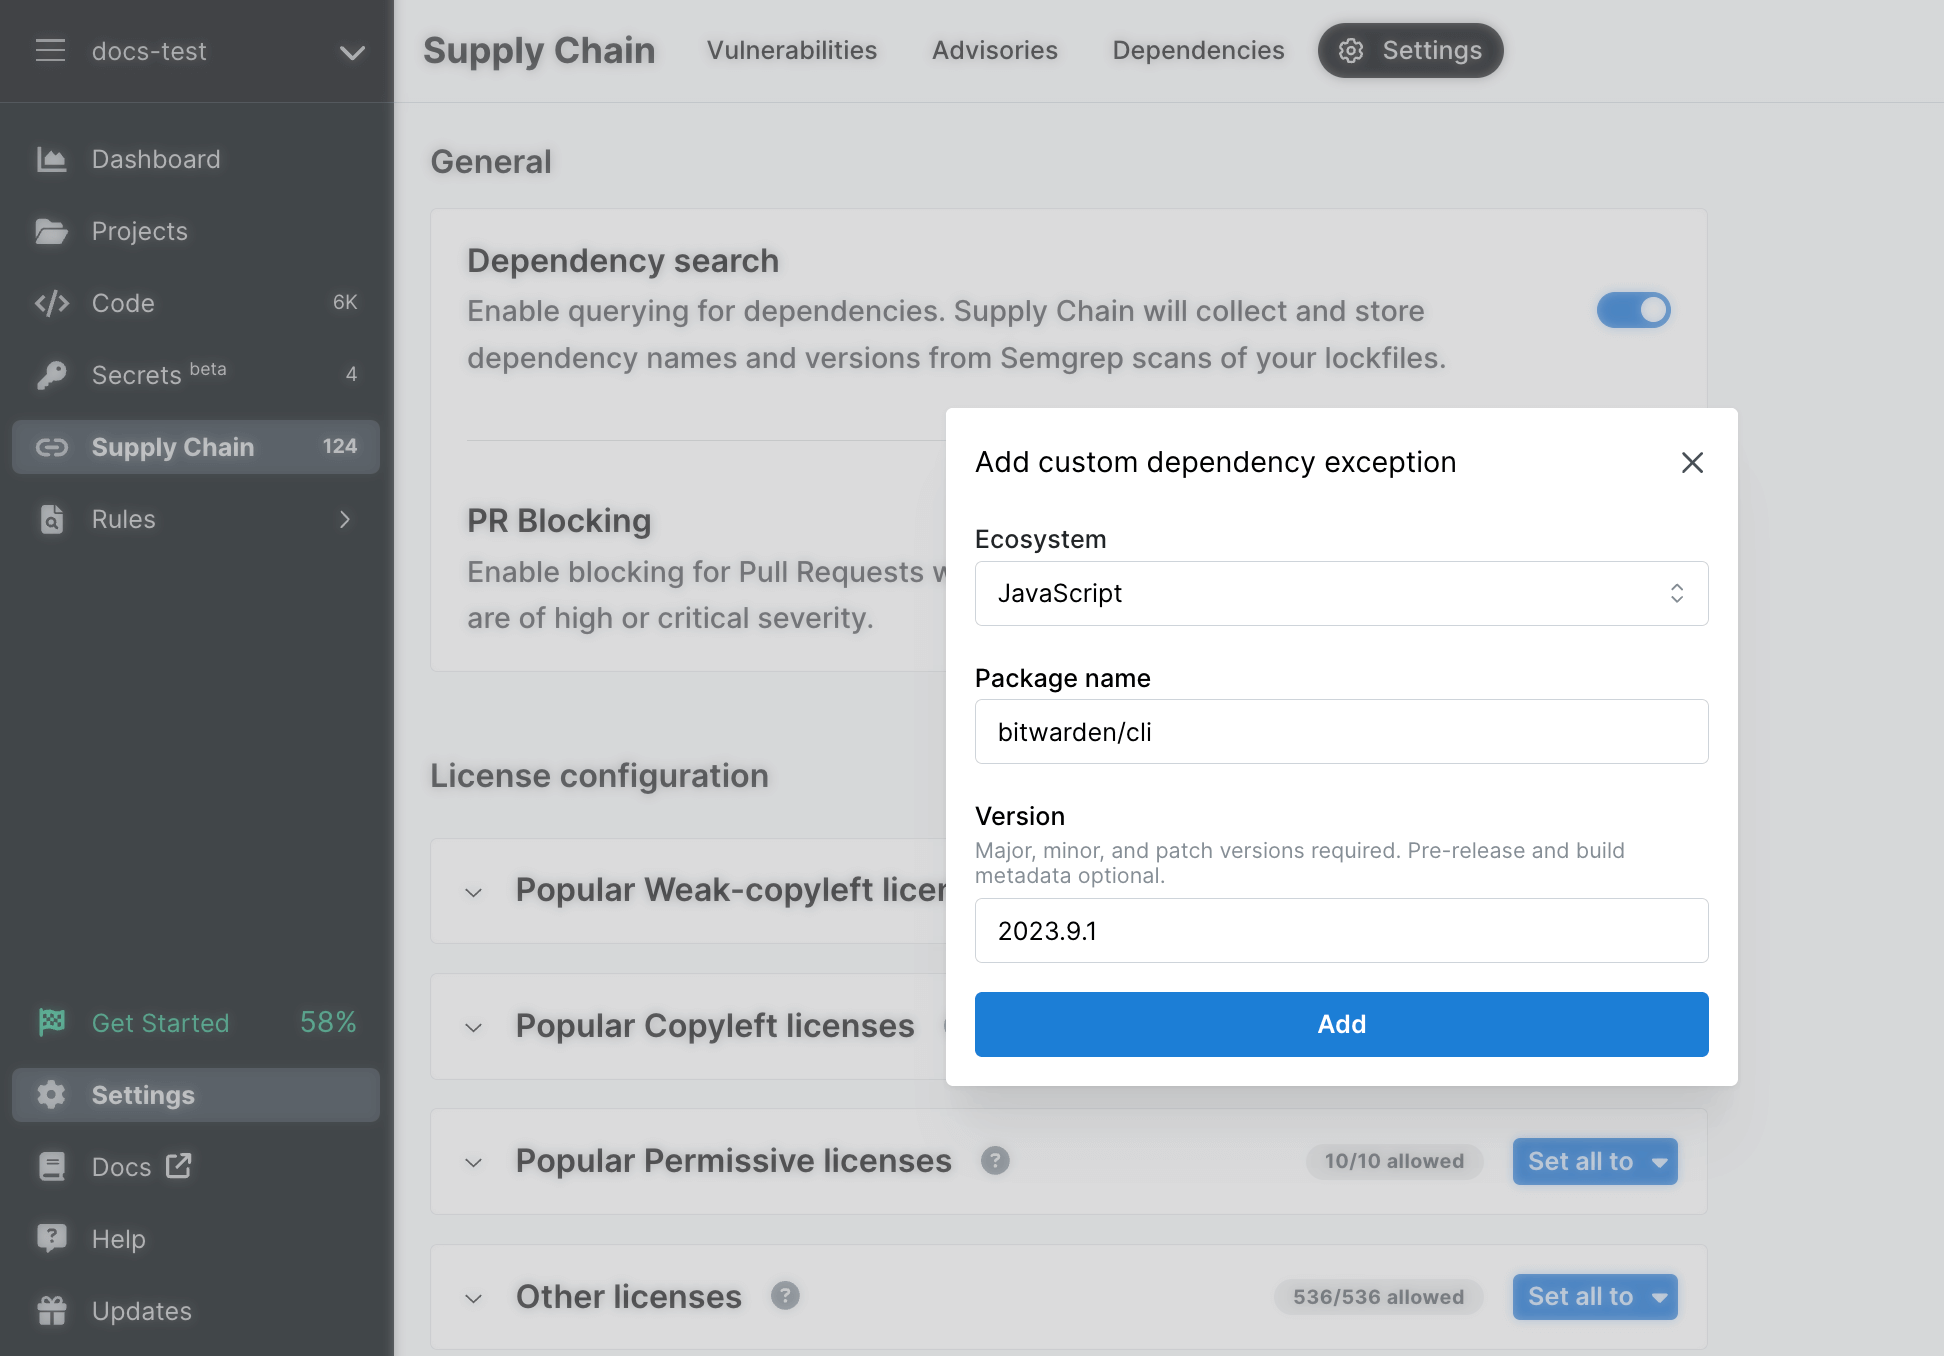 docs-test
Dashboard
Projects
Code 6K
Secrets beta 4
Supply Chain 124
Rules
Get Started 58%
Settings
Docs
Help
Updates
Supply Chain Vulnerabilities Advisories Dependencies Settings
General
Dependency search
Enable querying for dependencies. Supply Chain will collect and store
dependency names and versions from Semgrep scans of your lockfiles.
PR Blocking
Enable blocking for Pull Requests
are of high or critical severity.
License configuration
Popular Weak-copyleft
Popular Copyleft licenses
Popular Permissive licenses ? 10/10 allowed Set all to
Other licenses ? 536/536 allowed Set all to
Add custom dependency exception
Ecosystem
JavaScript
Package name
bitwarden/cli
Version
Major, minor, and patch versions required. Pre-release and build
metadata optional.
2023.9.1
Add